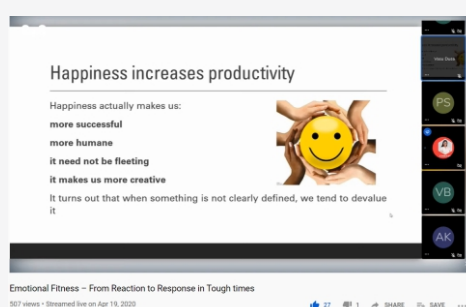 Happiness increases productivity
Happiness actually makes us:
more successful
more humane
it need not be fleeting
it makes us more creative
It turns out that when something is not clearly defined, we tend to devalue
it
PS
VB
AK
Emotional Fitness – From Reaction to Response in Tough times
507 views • Streamed live on Apr 19, 2020
27
1
SHARE
SAVE